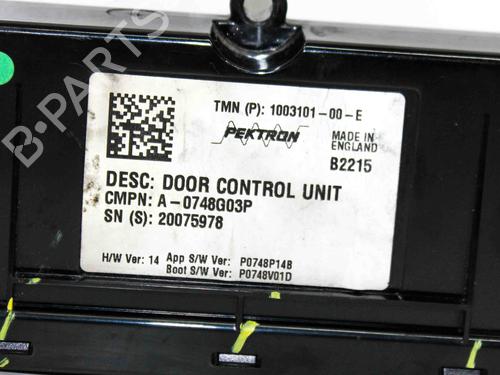 TMN (P): 1003101-00-E
PEKTRON
MADE IN
ENGLAND
B2215
DESC: DOOR CONTROL UNIT
CMPN: A-0748G03P
SN (S): 20075978
H/W Ver: 14 App S/W Ver: P0748P14B
Boot S/W Ver: P0748V01D
B-PARTS